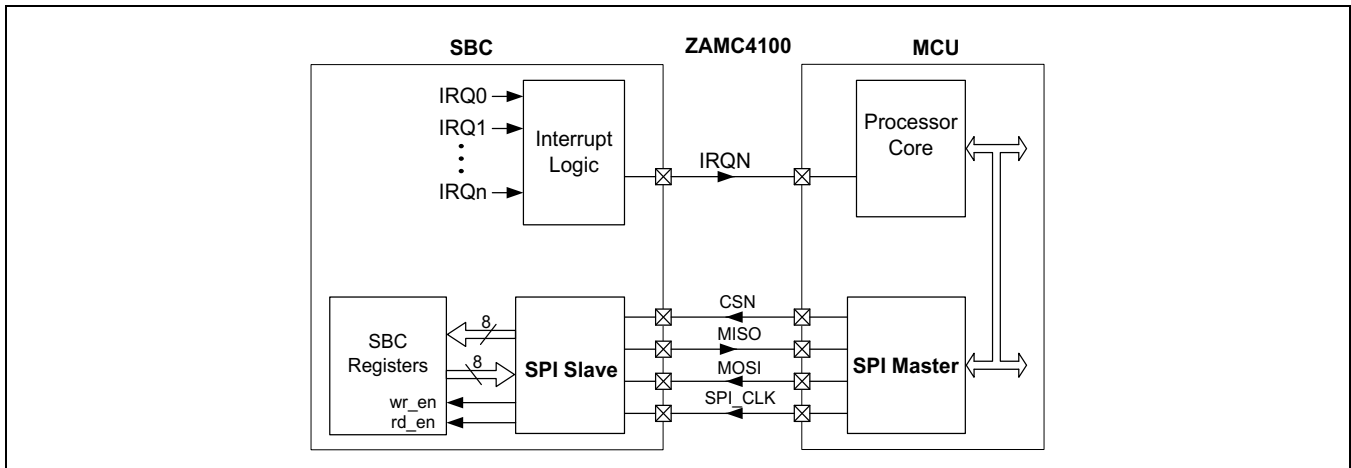 SBC ZAMC4100 MCU
IRQ0
IRQ1
IRQn
Interrupt
Logic
IRQN
Processor
Core
SBC
Registers
8
8
wr_en
rd_en
SPI Slave
CSN
MISO
MOSI
SPI_CLK
SPI Master